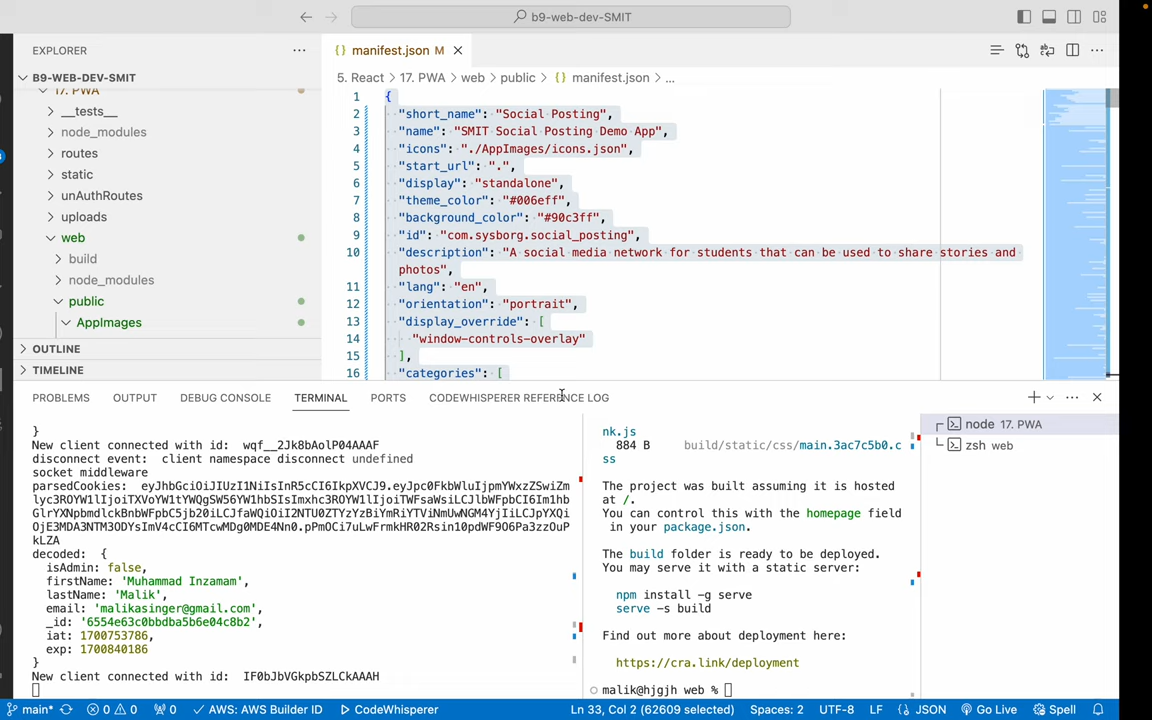 b9-web-dev-SMIT
EXPLORER
B9-WEB-DEV-SMIT
17. PWA
__tests__
node_modules
routes
static
unAuthRoutes
uploads
web
build
node_modules
public
AppImages
OUTLINE
TIMELINE
{} manifest.json M
5. React > 17. PWA > web > public > {} manifest.json > ...
1 {
2 "short_name": "Social Posting",
3 "name": "SMIT Social Posting Demo App",
4 "icons": "./AppImages/icons.json",
5 "start_url": ".",
6 "display": "standalone",
7 "theme_color": "#006eff",
8 "background_color": "#90c3ff",
9 "id": "com.sysborg.social_posting",
10 "description": "A social media network for students that can be used to share stories and
photos",
11 "lang": "en",
12 "orientation": "portrait",
13 "display_override": [
14 "window-controls-overlay"
15 ],
16 "categories": [
PROBLEMS OUTPUT DEBUG CONSOLE TERMINAL PORTS CODEWHISPERER REFERENCE LOG
}
New client connected with id:  wqf__2Jk8bAolP04AAAF
disconnect event:  client namespace disconnect undefined
socket middleware
parsedCookies:  eyJhbGciOiJIUzI1NiIsInR5cCI6IkpXVCJ9.eyJpc0FkbWluIjpmYWxzZSwiZm
lyc3ROYW1lIjoiTXVoYW1tYWQgSW56YW1hbSIsImxhc3ROYW1lIjoiTWFsaWsiLCJlbWFpbCI6Im1hb
GlrYXNpbmdlckBnbWFpbC5jb20iLCJfaWQiOiI2NTU0ZTYzYzBiYmRiYTViNmUwNGM4YjIiLCJpYXQi
OjE3MDA3NTM3ODYsImV4cCI6MTcwMDg0MDE4Nn0.pPmOCi7uLwFrmkHR02Rsin10pdWF9O6Pa3zzOuP
kLZA
decoded:  {
isAdmin: false,
firstName: 'Muhammad Inzamam',
lastName: 'Malik',
email: 'malikasinger@gmail.com',
_id: '6554e63c0bbdba5b6e04c8b2',
iat: 1700753786,
exp: 1700840186
}
New client connected with id:  IF0bJbVGkpbSZLCkAAAH
nk.js
884 B  build/static/css/main.3ac7c5b0.c
ss
The project was built assuming it is hosted
at /.
You can control this with the homepage field
in your package.json.
The build folder is ready to be deployed.
You may serve it with a static server:
npm install -g serve
serve -s build
Find out more about deployment here:
https://cra.link/deployment
malik@hjgjh web %
node 17. PWA
zsh web
main* 0 0 0 AWS: AWS Builder ID CodeWhisperer Ln 33, Col 2 (62609 selected) Spaces: 2 UTF-8 LF {} JSON Go Live Spell